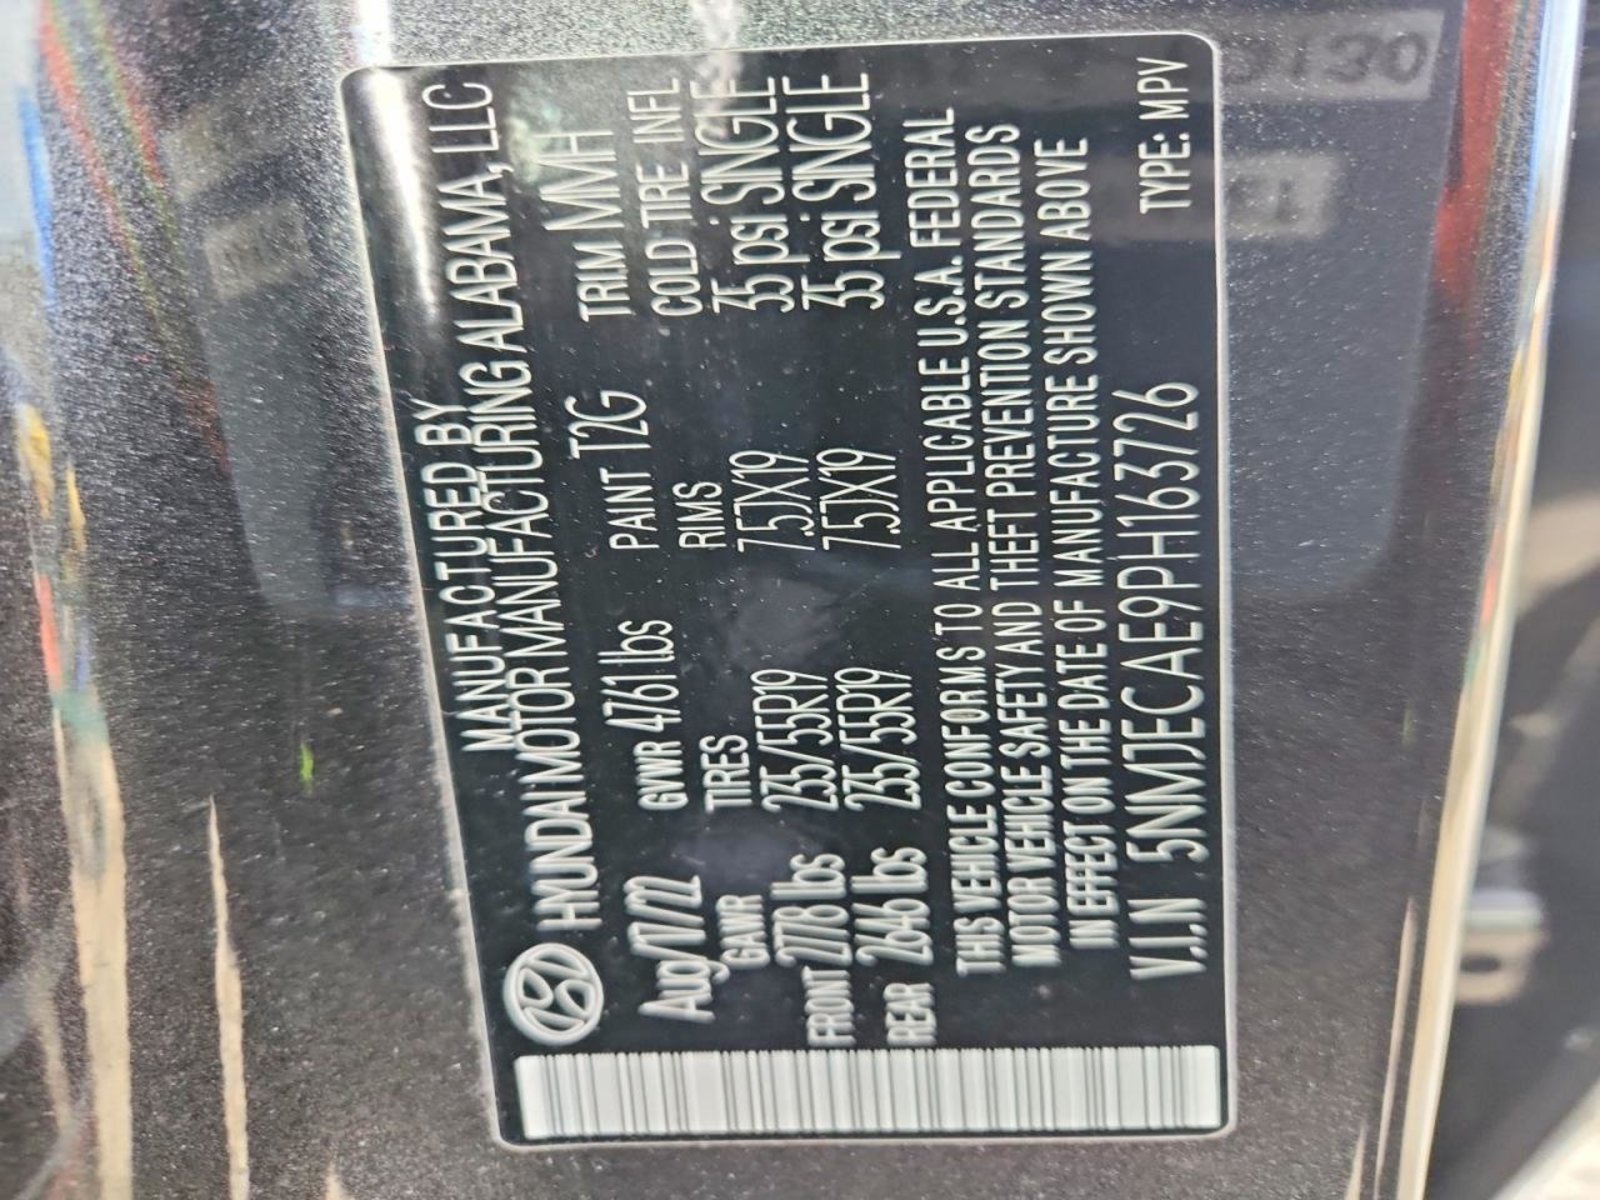 MANUFACTURED BY
HYUNDAI MOTOR MANUFACTURING ALABAMA, LLC
Aug/17/22 GVWR 4761 lbs PAINT T2G TRIM MMH
GAWR TIRES RIMS COLD TIRE INFL
FRONT 2778 lbs 235/55R19 7.5JX19 35 psi SINGLE
REAR 2646 lbs 235/55R19 7.5JX19 35 psi SINGLE
THIS VEHICLE CONFORMS TO ALL APPLICABLE U.S.A. FEDERAL
MOTOR VEHICLE SAFETY AND THEFT PREVENTION STANDARDS
IN EFFECT ON THE DATE OF MANUFACTURE SHOWN ABOVE
V.I.N 5NMJECAE9PH163726 TYPE: MPV